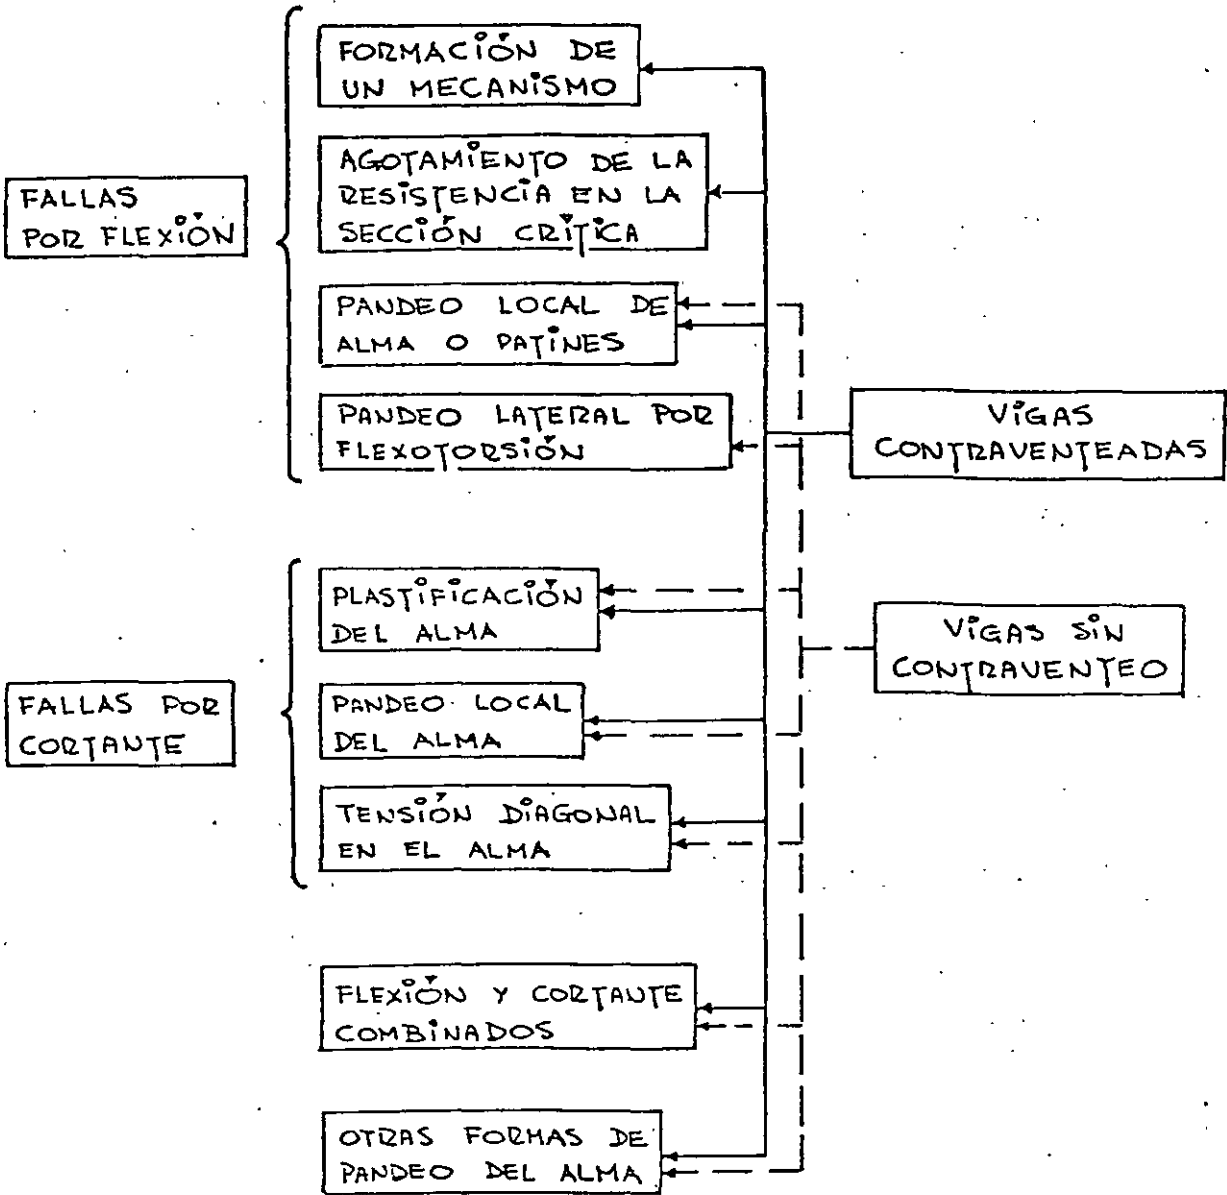 FORMACIÓN DE
UN MECANISMO
AGOTAMIENTO DE LA
RESISTENCIA EN LA
SECCIÓN CRÍTICA
FALLAS
POR FLEXIÓN
PANDEO LOCAL DE
ALMA O PATINES
PANDEO LATERAL POR
FLEXOTORSIÓN
VIGAS
CONTRAVENTEADAS
PLASTIFICACIÓN
DEL ALMA
VIGAS SIN
CONTRAVENTEO
FALLAS POR
CORTANTE
PANDEO LOCAL
DEL ALMA
TENSIÓN DIAGONAL
EN EL ALMA
FLEXIÓN Y CORTANTE
COMBINADOS
OTRAS FORMAS DE
PANDEO DEL ALMA